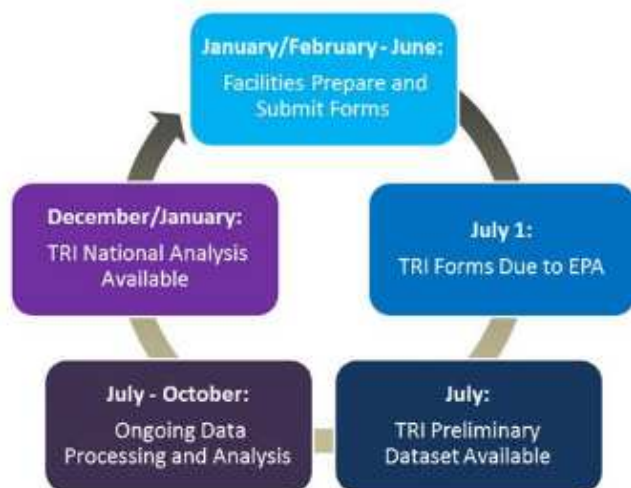 January/February - June:
Facilities Prepare and
Submit Forms
July 1:
TRI Forms Due to EPA
July:
TRI Preliminary
Dataset Available
July - October:
Ongoing Data
Processing and Analysis
December/January:
TRI National Analysis
Available